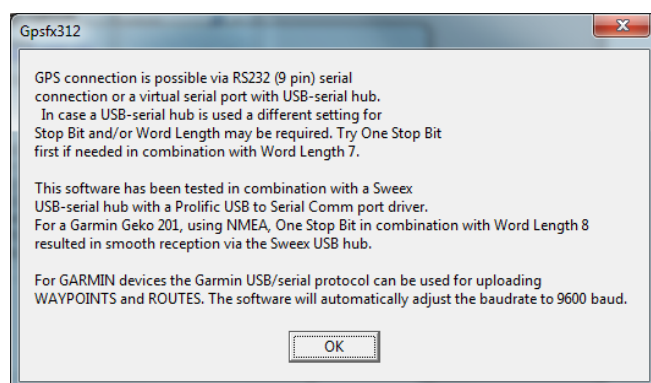 Gpsfx312
GPS connection is possible via RS232 (9 pin) serial
connection or a virtual serial port with USB-serial hub.
In case a USB-serial hub is used a different setting for
Stop Bit and/or Word Length may be required. Try One Stop Bit
first if needed in combination with Word Length 7.
This software has been tested in combination with a Sweex
USB-serial hub with a Prolific USB to Serial Comm port driver.
For a Garmin Geko 201, using NMEA, One Stop Bit in combination with Word Length 8
resulted in smooth reception via the Sweex USB hub.
For GARMIN devices the Garmin USB/serial protocol can be used for uploading
WAYPOINTS and ROUTES. The software will automatically adjust the baudrate to 9600 baud.
OK